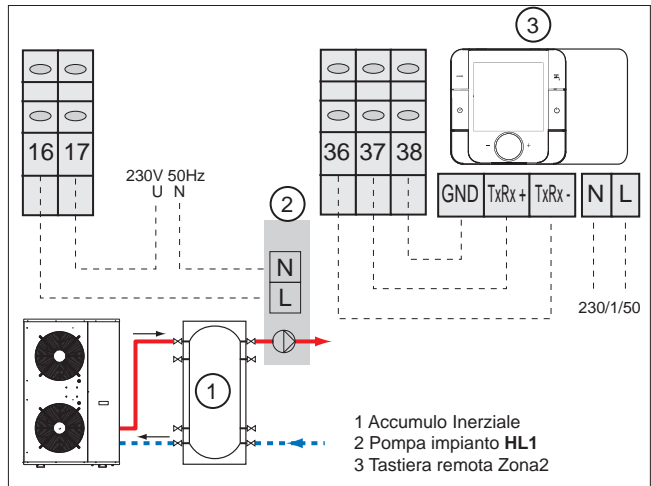 3
16 17
36 37 38
230V 50Hz
U N
2
GND TxRx + TxRx - N L
N
L
230/1/50
1
1 Accumulo Inerziale
2 Pompa impianto HL1
3 Tastiera remota Zona2